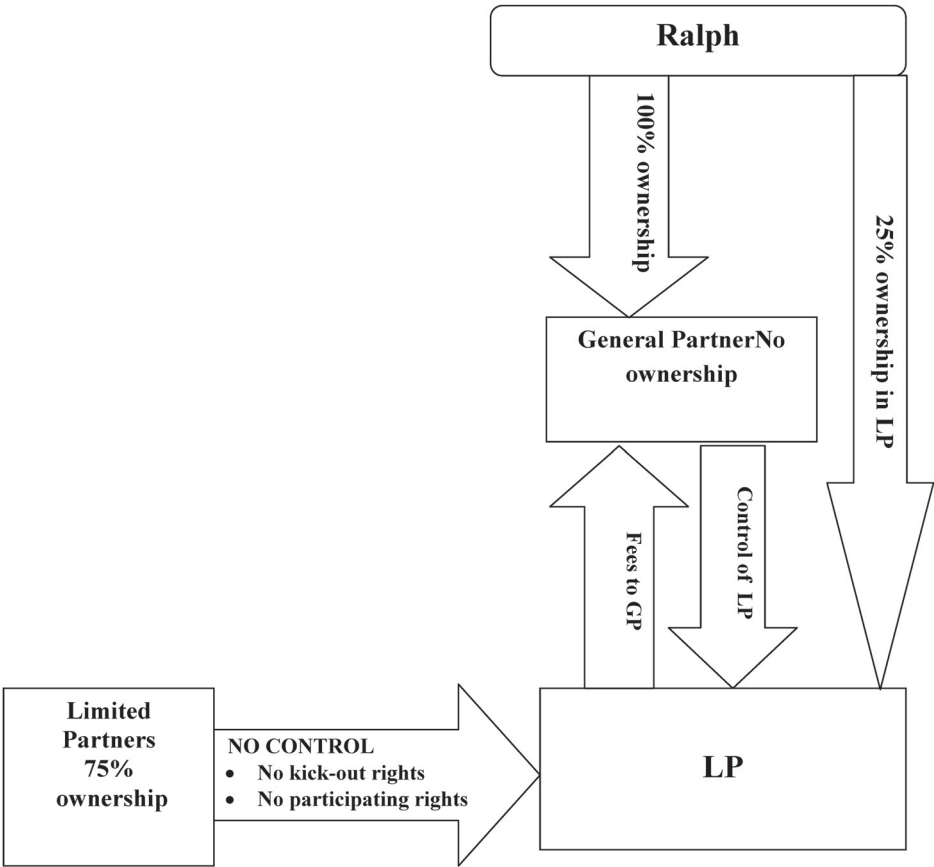 Ralph
100% ownership
25% ownership in LP
General PartnerNo
ownership
Fees to GP
Control of LP
Limited
Partners
75%
ownership
NO CONTROL
• No kick-out rights
• No participating rights
LP